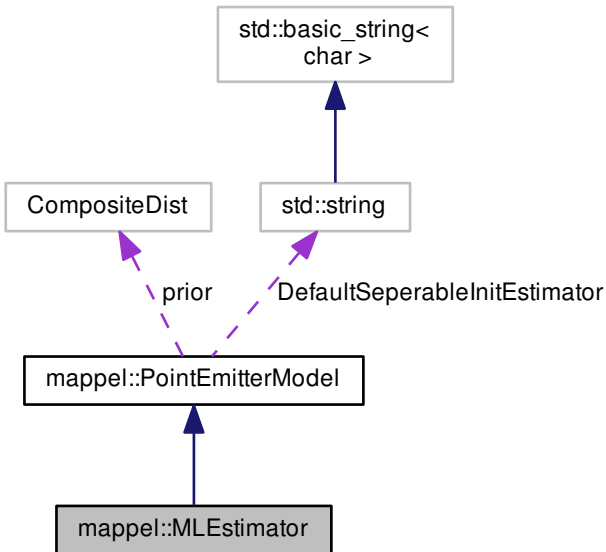 std::basic_string<
char >
CompositeDist
std::string
prior
DefaultSeperableInitEstimator
mappel::PointEmitterModel
mappel::MLEstimator